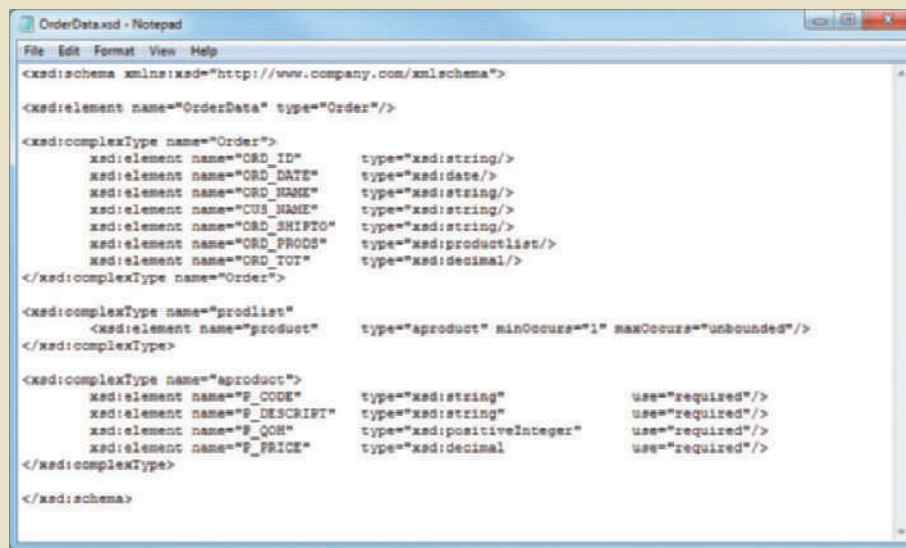 OrderData.xsd - Notepad
File Edit Format View Help
<xsd:schema xmlns:xsd="http://www.company.com/xmlschema">
<xsd:element name="OrderData" type="Order"/>
<xsd:complexType name="Order">
xsd:element name="ORD_ID" type="xsd:string/>
xsd:element name="ORD_DATE" type="xsd:date/>
xsd:element name="ORD_NAME" type="xsd:string/>
xsd:element name="CUS_NAME" type="xsd:string/>
xsd:element name="ORD_SHIPTO" type="xsd:string/>
xsd:element name="ORD_PRODS" type="xsd:productlist/>
xsd:element name="ORD_TOT" type="xsd:decimal/>
</xsd:complexType name="Order">
<xsd:complexType name="prodlist"
<xsd:element name="product" type="aproduct" minOccurs="1" maxOccurs="unbounded"/>
</xsd:complexType>
<xsd:complexType name="aproduct">
xsd:element name="P_CODE" type="xsd:string" use="required"/>
xsd:element name="P_DESCRIPT" type="xsd:string" use="required"/>
xsd:element name="P_QOH" type="xsd:positiveInteger" use="required"/>
xsd:element name="P_PRICE" type="xsd:decimal use="required"/>
</xsd:complexType>
</xsd:schema>